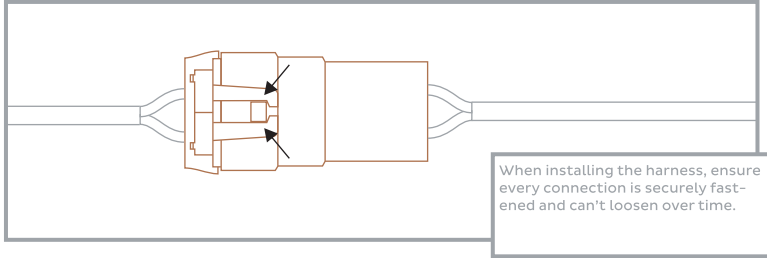 When installing the harness, ensure
every connection is securely fast-
ened and can't loosen over time.